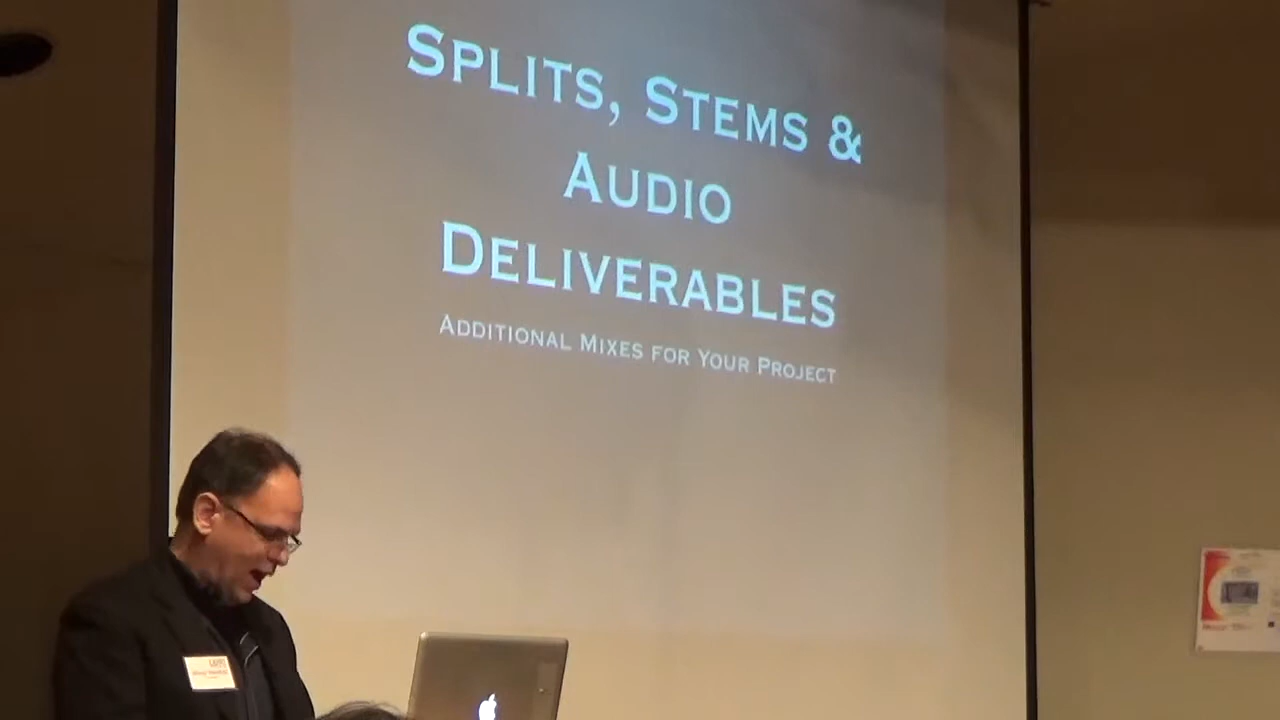 SPLITS, STEMS &
AUDIO
DELIVERABLES
ADDITIONAL MIXES FOR YOUR PROJECT